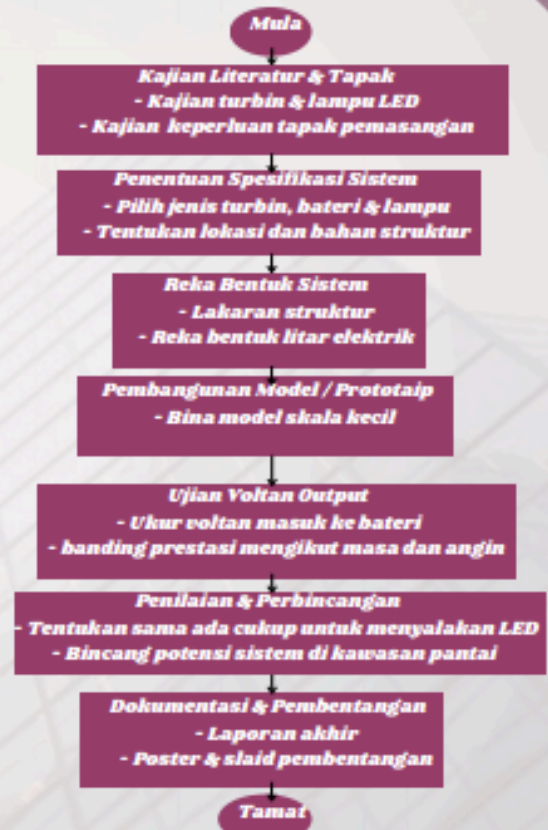 Mula
Kajian Literatur & Tapak
- Kajian turbin & lampu LED
- Kajian keperluan tapak pemasangan
Penentuan Spesifikasi Sistem
- Pilih jenis turbin, bateri & lampu
- Tentukan lokasi dan bahan struktur
Reka Bentuk Sistem
- Lakaran struktur
- Reka bentuk litar elektrik
Pembangunan Model / Prototaip
- Bina model skala kecil
Ujian Voltan Output
- Ukur voltan masuk ke bateri
- banding prestasi mengikut masa dan angin
Penilaian & Perbincangan
- Tentukan sama ada cukup untuk menyalakan LED
- Bincang potensi sistem di kawasan pantai
Dokumentasi & Pembentangan
- Laporan akhir
- Poster & slaid pembentangan
Tamat